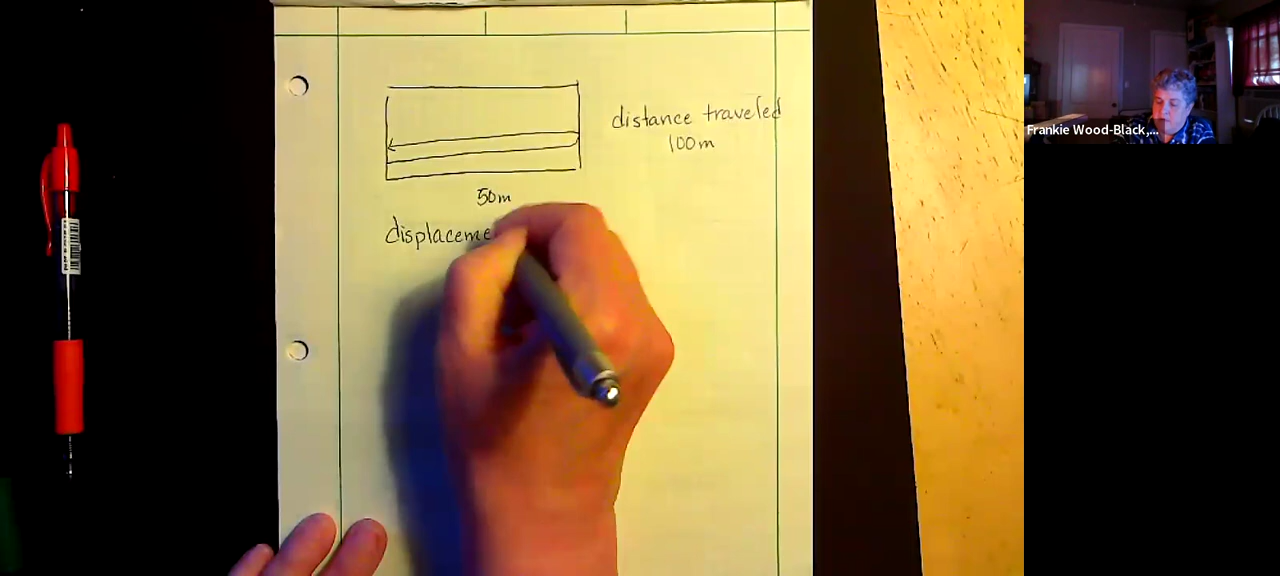 distance traveled
100m
50m
displaceme
Frankie Wood-Black,...